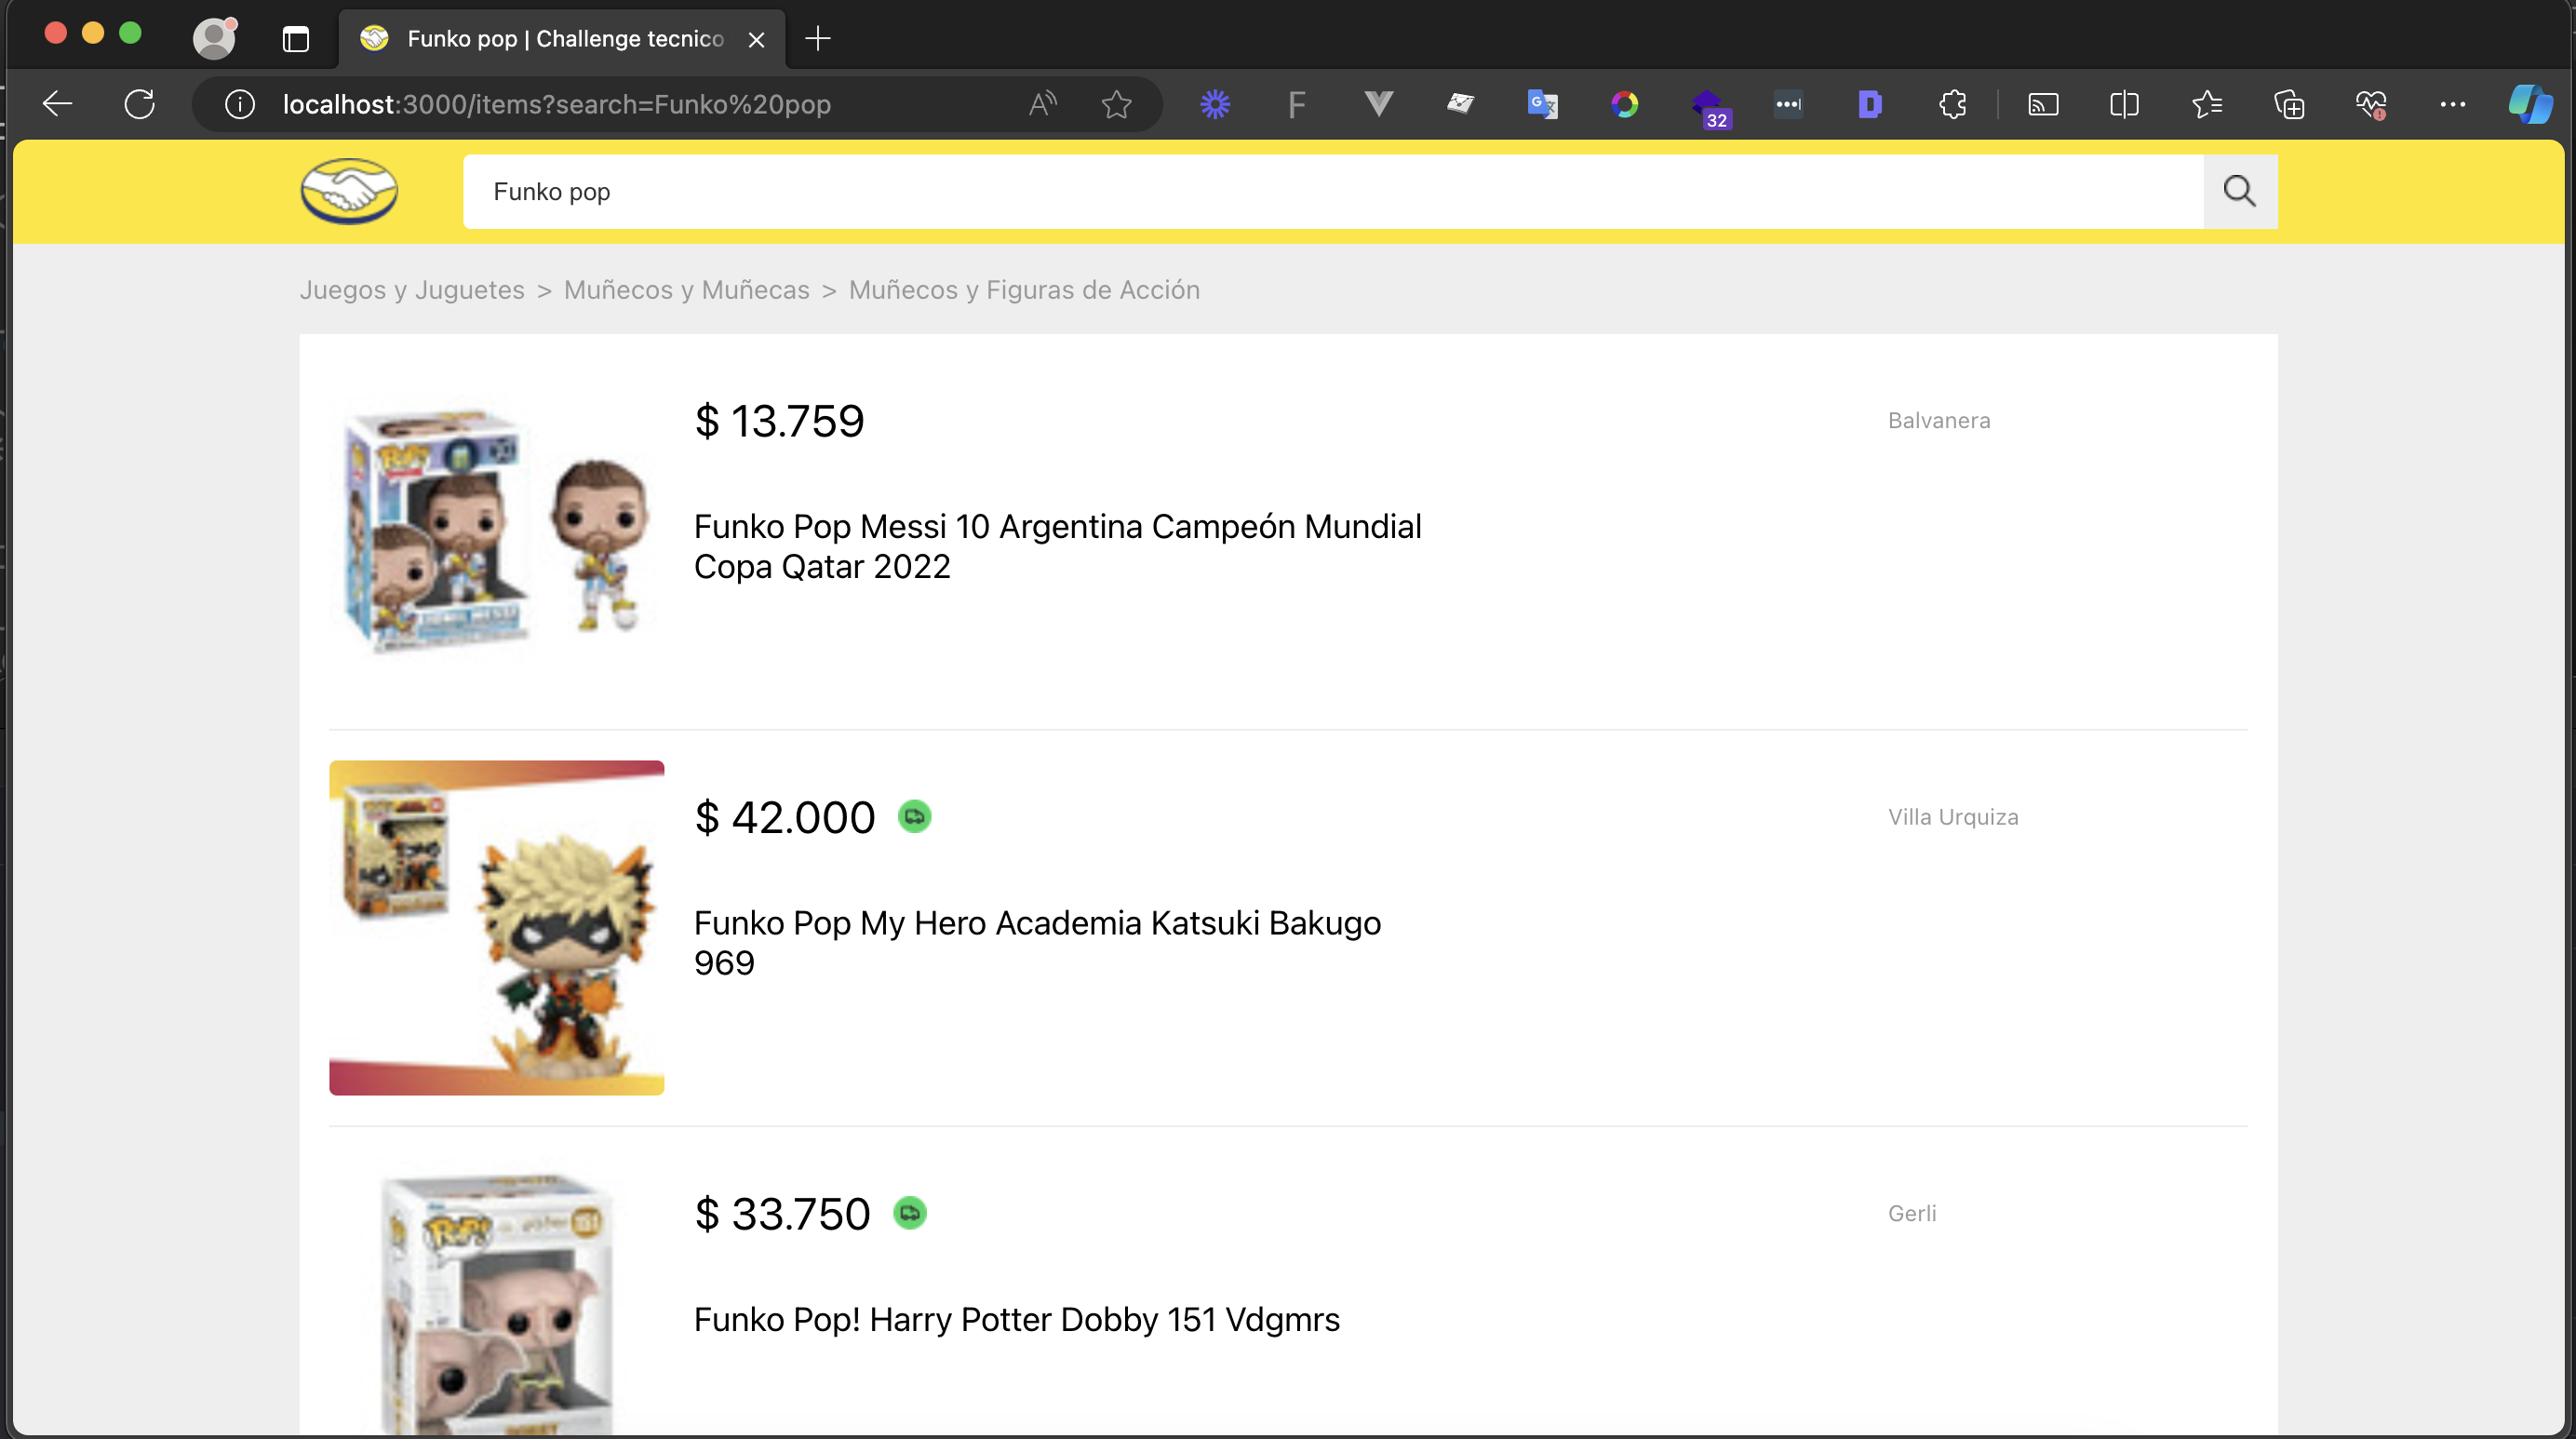 Funko pop | Challenge tecnico
localhost:3000/items?search=Funko%20pop
F
32
D
Funko pop
Juegos y Juguetes > Muñecos y Muñecas > Muñecos y Figuras de Acción
$ 13.759
Balvanera
POP!
Funko Pop Messi 10 Argentina Campeón Mundial
Copa Qatar 2022
$ 42.000
Villa Urquiza
Funko Pop My Hero Academia Katsuki Bakugo
969
$ 33.750
Gerli
POP!
Funko Pop! Harry Potter Dobby 151 Vdgmrs